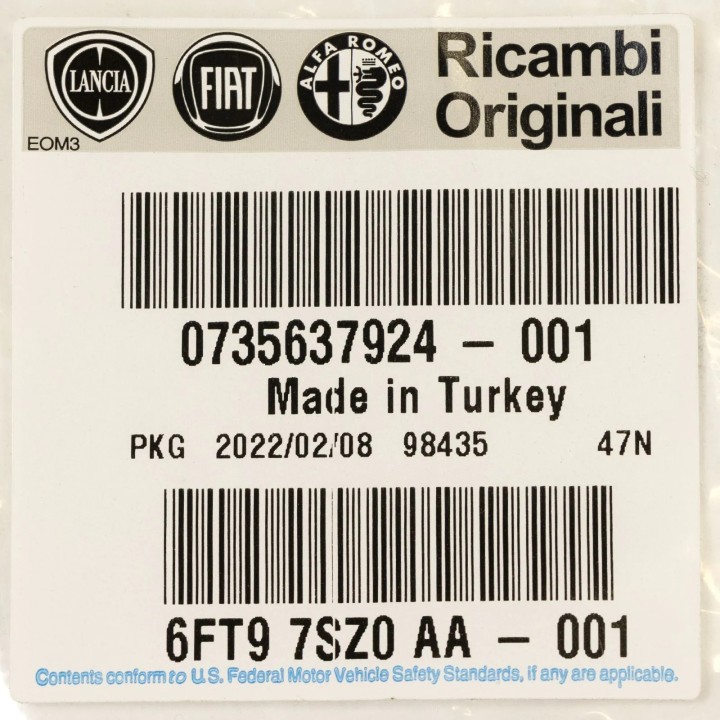 LANCIA FIAT ALFA ROMEO Ricambi
Originali
EOM3
0735637924 – 001
Made in Turkey
PKG 2022/02/08 98435 47N
6FT9 7SZ0 AA – 001
Contents conform to U.S. Federal Motor Vehicle Safety Standards, if any are applicable.